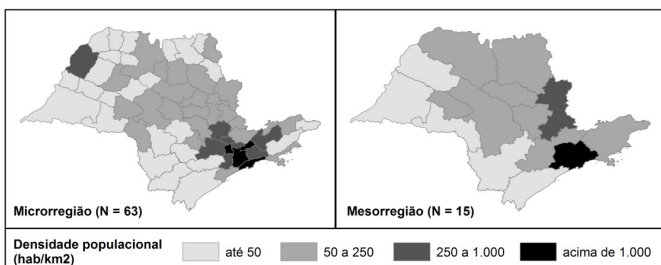 Microrregião (N = 63)
Mesorregião (N = 15)
Densidade populacional
(hab/km2)
até 50
50 a 250
250 a 1.000
acima de 1.000